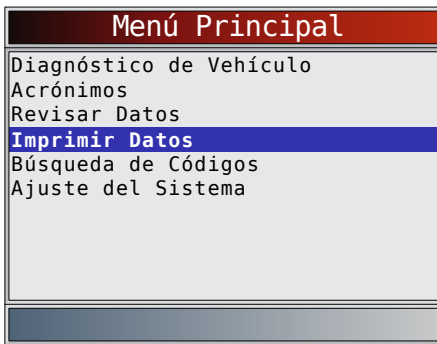 Menú Principal
Diagnóstico de Vehículo
Acrónimos
Revisar Datos
Imprimir Datos
Búsqueda de Códigos
Ajuste del Sistema